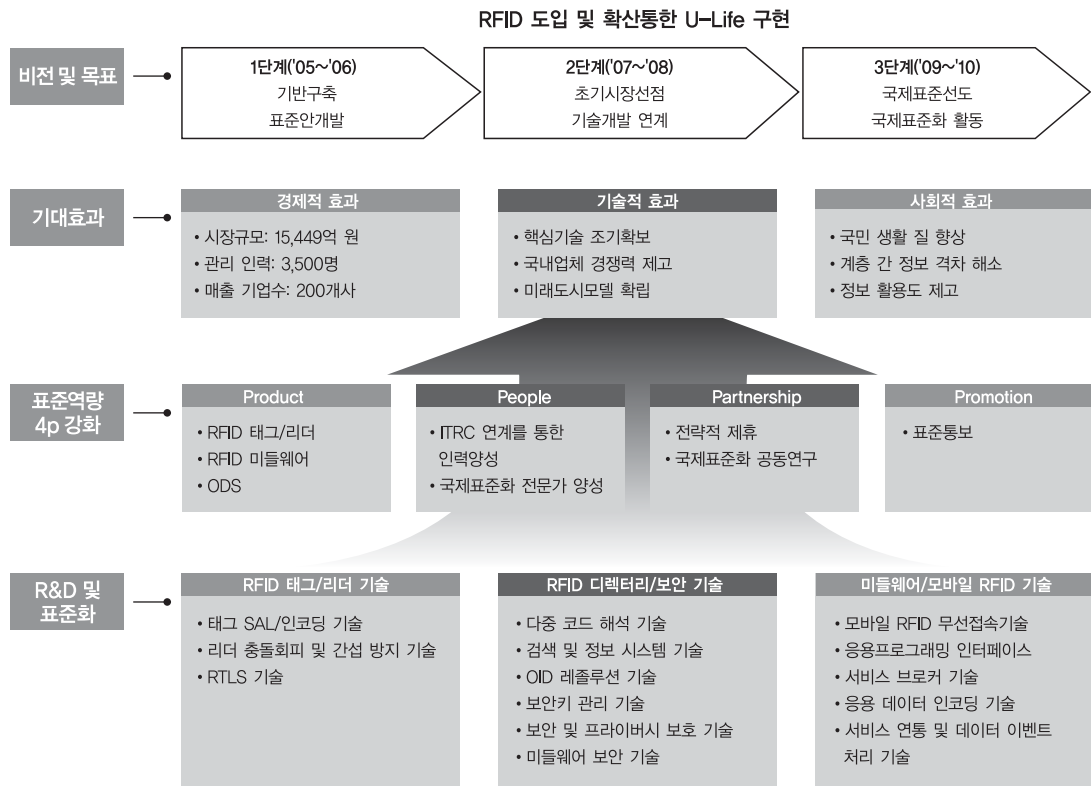 RFID 도입 및 확산통한 U-Life 구현
비전 및 목표
1단계('05~'06)
기반구축
표준안개발
2단계('07~'08)
초기시장선점
기술개발 연계
3단계('09~'10)
국제표준선도
국제표준화 활동
기대효과
경제적 효과
• 시장규모: 15,449억 원
• 관리 인력: 3,500명
• 매출 기업수: 200개사
기술적 효과
• 핵심기술 조기확보
• 국내업체 경쟁력 제고
• 미래도시모델 확립
사회적 효과
• 국민 생활 질 향상
• 계층 간 정보 격차 해소
• 정보 활용도 제고
표준역량
4p 강화
Product
• RFID 태그/리더
• RFID 미들웨어
• ODS
People
• ITRC 연계를 통한
인력양성
• 국제표준화 전문가 양성
Partnership
• 전략적 제휴
• 국제표준화 공동연구
Promotion
• 표준통보
R&D 및
표준화
RFID 태그/리더 기술
• 태그 SAL/인코딩 기술
• 리더 충돌회피 및 간섭 방지 기술
• RTLS 기술
RFID 디렉터리/보안 기술
• 다중 코드 해석 기술
• 검색 및 정보 시스템 기술
• OID 레졸루션 기술
• 보안키 관리 기술
• 보안 및 프라이버시 보호 기술
• 미들웨어 보안 기술
미들웨어/모바일 RFID 기술
• 모바일 RFID 무선접속기술
• 응용프로그래밍 인터페이스
• 서비스 브로커 기술
• 응용 데이터 인코딩 기술
• 서비스 연통 및 데이터 이벤트
처리 기술